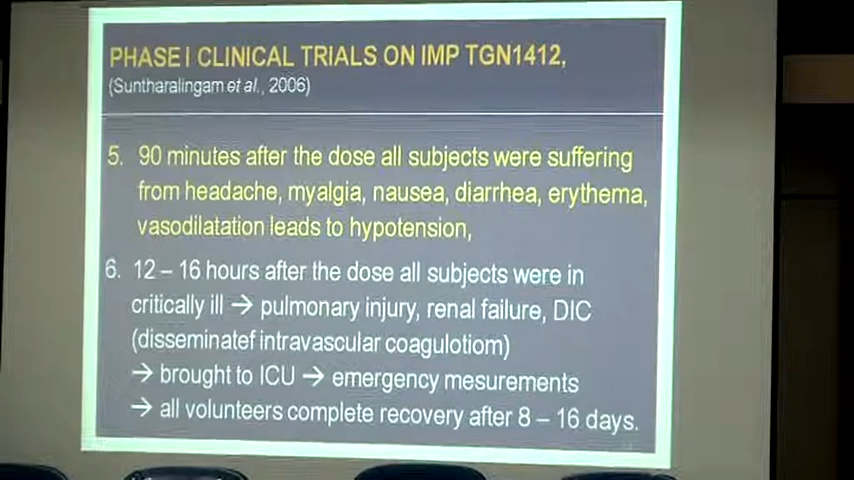 PHASE I CLINICAL TRIALS ON IMP TGN1412,
(Suntharalingam et al., 2006)
5. 90 minutes after the dose all subjects were suffering
from headache, myalgia, nausea, diarrhea, erythema,
vasodilatation leads to hypotension,
6. 12 – 16 hours after the dose all subjects were in
critically ill → pulmonary injury, renal failure, DIC
(disseminatef intravascular coagulotiom)
→ brought to ICU → emergency mesurements
→ all volunteers complete recovery after 8 – 16 days.